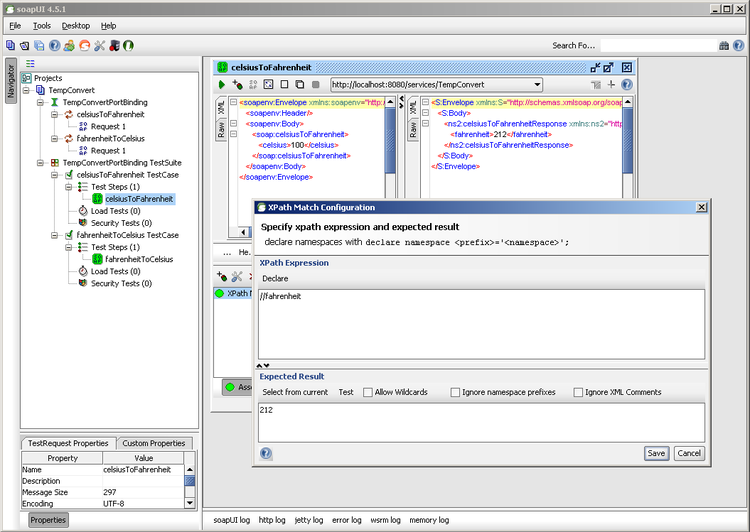 soapUI 4.5.1
File Tools Desktop Help
Search Fo...
Navigator
Projects
TempConvert
TempConvertPortBinding
celsiusToFahrenheit
Request 1
fahrenheitToCelsius
Request 1
TempConvertPortBinding TestSuite
celsiusToFahrenheit TestCase
Test Steps (1)
celsiusToFahrenheit
Load Tests (0)
Security Tests (0)
fahrenheitToCelsius TestCase
Test Steps (1)
fahrenheitToCelsius
Load Tests (0)
Security Tests (0)
TestRequest Properties Custom Properties
Property Value
Name celsiusToFahrenheit
Description
Message Size 297
Encoding UTF-8
Properties
celsiusToFahrenheit
http://localhost:8080/services/TempConvert
XML
Raw
<soapenv:Envelope xmlns:soapenv="http:
<soapenv:Header/>
<soapenv:Body>
<soap:celsiusToFahrenheit>
<celsius>100</celsius>
</soap:celsiusToFahrenheit>
</soapenv:Body>
</soapenv:Envelope>
XML
Raw
<S:Envelope xmlns:S="http://schemas.xmlsoap.org/soap
<S:Body>
<ns2:celsiusToFahrenheitResponse xmlns:ns2="http
<fahrenheit>212</fahrenheit>
</ns2:celsiusToFahrenheitResponse>
</S:Body>
</S:Envelope>
... He...
XPath M
Asse
XPath Match Configuration
Specify xpath expression and expected result
declare namespaces with declare namespace <prefix>='<namespace>';
XPath Expression
Declare
//fahrenheit
Expected Result
Select from current Test Allow Wildcards Ignore namespace prefixes Ignore XML Comments
212
Save Cancel
soapUI log http log jetty log error log wsrm log memory log